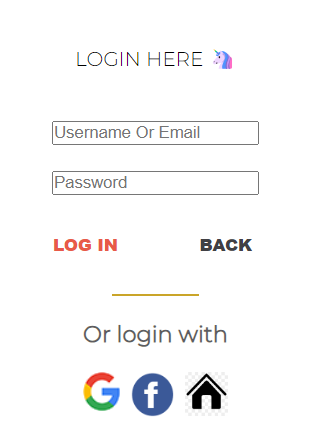 LOGIN HERE 🦄
Username Or Email
Password
LOG IN BACK
Or login with